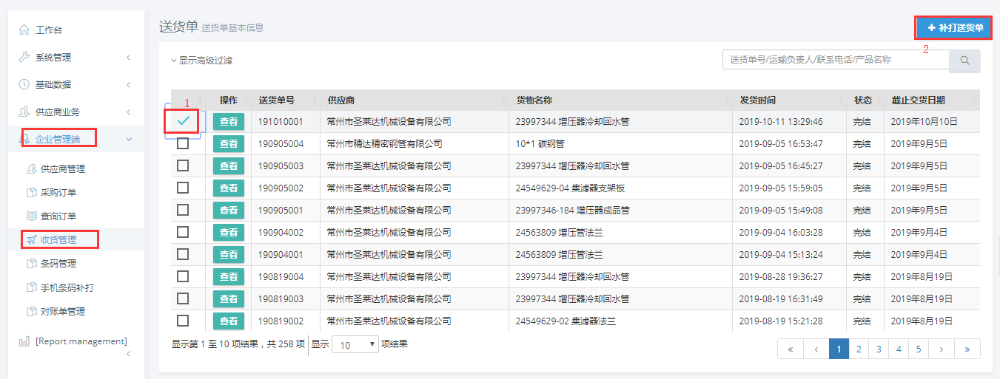 工作台
系统管理
基础数据
供应商业务
企业管理端
供应商管理
采购订单
查询订单
收货管理
条码管理
手机条码补打
对账单管理
[Report management]
送货单 送货单基本信息
补打送货单
2
显示高级过滤
送货单号/运输负责人/联系电话/产品名称
1
操作 送货单号 供应商 货物名称 发货时间 状态 截止交货日期
查看 191010001 常州市圣莱达机械设备有限公司 23997344 增压器冷却回水管 2019-10-11 13:29:46 完结 2019年10月10日
查看 190905004 常州市精达精密钢管有限公司 10*1 碳钢管 2019-09-05 16:53:47 完结 2019年9月5日
查看 190905003 常州市圣莱达机械设备有限公司 23997344 增压器冷却回水管 2019-09-05 16:45:27 完结 2019年9月5日
查看 190905002 常州市圣莱达机械设备有限公司 24549629-04 集滤器支架板 2019-09-05 15:59:05 完结 2019年9月5日
查看 190905001 常州市圣莱达机械设备有限公司 23997346-184 增压器成品管 2019-09-05 15:49:08 完结 2019年9月5日
查看 190904002 常州市圣莱达机械设备有限公司 24563809 增压管法兰 2019-09-04 16:03:28 完结 2019年9月4日
查看 190904001 常州市圣莱达机械设备有限公司 24563809 增压管法兰 2019-09-04 15:13:24 完结 2019年9月4日
查看 190819004 常州市圣莱达机械设备有限公司 23997344 增压器冷却回水管 2019-08-28 19:36:27 完结 2019年8月19日
查看 190819003 常州市圣莱达机械设备有限公司 23997344 增压器冷却回水管 2019-08-19 16:31:49 完结 2019年8月19日
查看 190819002 常州市圣莱达机械设备有限公司 24549629-02 集滤器法兰 2019-08-19 15:21:28 完结 2019年8月19日
显示第 1 至 10 项结果，共 258 项 显示 10 项结果
« ‹ 1 2 3 4 5 › »